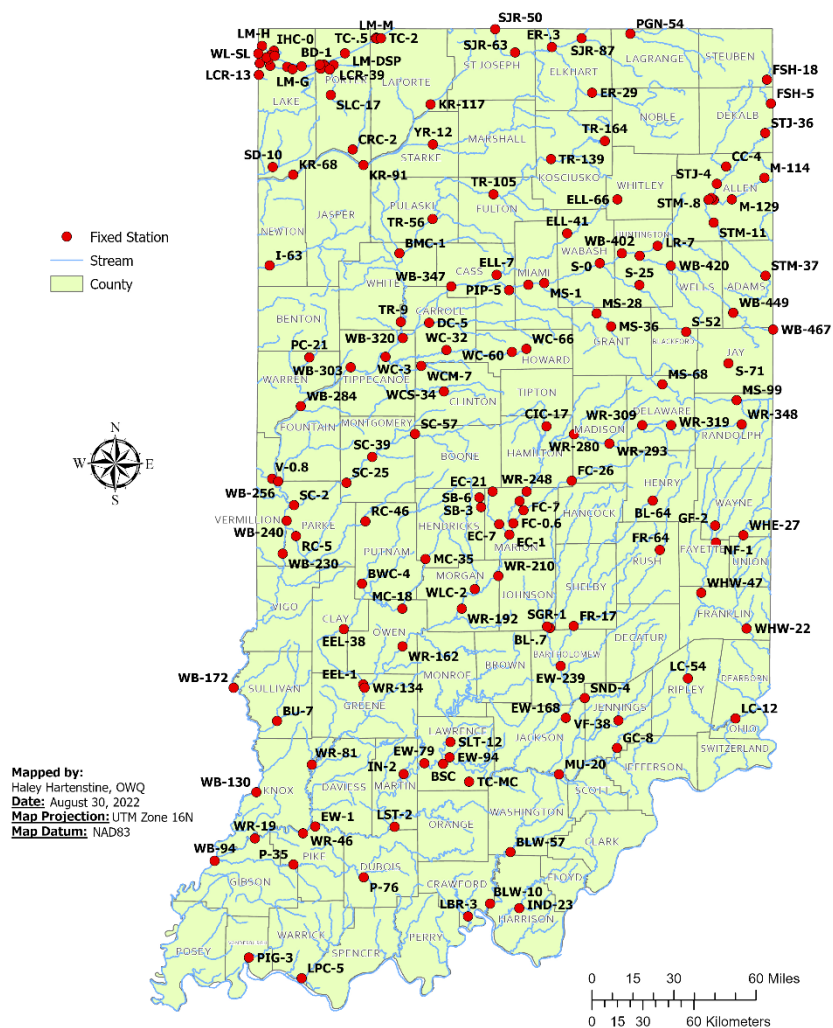 SJR-50
LM-M
ER-.3
PGN-54
LM-H
IHC-0
TC-.5
TC-2
WL-SL
BD-1
LM-DSP
SJR-63
ST JOSEPH
SJR-87
LAGRANGE
STEUBEN
ELKHART
LCR-13
LM-G
PORTER
LCR-39
LAPORTE
FSH-18
LAKE
SLC-17
KR-117
ER-29
NOBLE
DEKALB
FSH-5
STJ-36
CRC-2
YR-12
MARSHALL
TR-164
STARKE
SD-10
KR-68
KR-91
TR-139
KOSCIUSKO
CC-4
M-114
STJ-4
ALLEN
TR-105
ELL-66
WHITLEY
STM-.8
M-129
PULASKI
FULTON
JASPER
TR-56
ELL-41
STM-11
NEWTON
HUNTINGTON
Fixed Station
BMC-1
WABASH
WB-402
LR-7
Stream
I-63
CASS
ELL-7
S-0
WB-420
STM-37
County
WHITE
WB-347
MIAMI
S-25
PIP-5
MS-1
WELLS
ADAMS
MS-28
CARROLL
WB-449
BENTON
TR-9
DC-5
MS-36
S-52
WB-467
WB-320
WC-32
WC-66
GRANT
BLACKFORD
PC-21
WC-60
HOWARD
JAY
WB-303
WC-3
WCM-7
S-71
WARREN
TIPPECANOE
MS-68
WCS-34
CLINTON
TIPTON
MS-99
WB-284
DELAWARE
CIC-17
WR-309
WR-348
FOUNTAIN
MONTGOMERY
SC-57
WR-319
RANDOLPH
MADISON
N
HAMILTON
WR-280
WR-293
SC-39
BOONE
W
E
V-0.8
FC-26
SC-25
EC-21
WR-248
HENRY
S
WB-256
SB-6
SC-2
HANCOCK
BL-64
WAYNE
SB-3
FC-7
VERMILLION
RC-46
HENDRICKS
GF-2
PARKE
FC-0.6
WHE-27
WB-240
EC-7
EC-1
FR-64
RC-5
PUTNAM
MARION
FAYETTE
NF-1
RUSH
UNION
WB-230
MC-35
WR-210
BWC-4
MORGAN
SHELBY
WHW-47
VIGO
WLC-2
JOHNSON
MC-18
CLAY
WR-192
SGR-1
FR-17
FRANKLIN
EEL-38
OWEN
BL-.7
WHW-22
DECATUR
WR-162
BROWN
BARTHOLOMEW
MONROE
LC-54
WB-172
EEL-1
EW-239
DEARBORN
SULLIVAN
WR-134
SND-4
RIPLEY
GREENE
EW-168
JENNINGS
LC-12
BU-7
VF-38
OHIO
LAWRENCE
JACKSON
SLT-12
GC-8
SWITZERLAND
WR-81
EW-79
EW-94
Mapped by:
IN-2
BSC
JEFFERSON
Haley Hartenstine, OWQ
MU-20
Date: August 30, 2022
DAVIESS
MARTIN
TC-MC
SCOTT
Map Projection: UTM Zone 16N
WB-130
KNOX
Map Datum: NAD83
WASHINGTON
EW-1
LST-2
ORANGE
WR-19
WR-46
CLARK
WB-94
P-35
PIKE
BLW-57
DUBOIS
GIBSON
P-76
CRAWFORD
FLOYD
BLW-10
LBR-3
IND-23
HARRISON
WARRICK
PERRY
POSEY
SPENCER
PIG-3
LPC-5
0 15 30 60 Miles
0 15 30 60 Kilometers